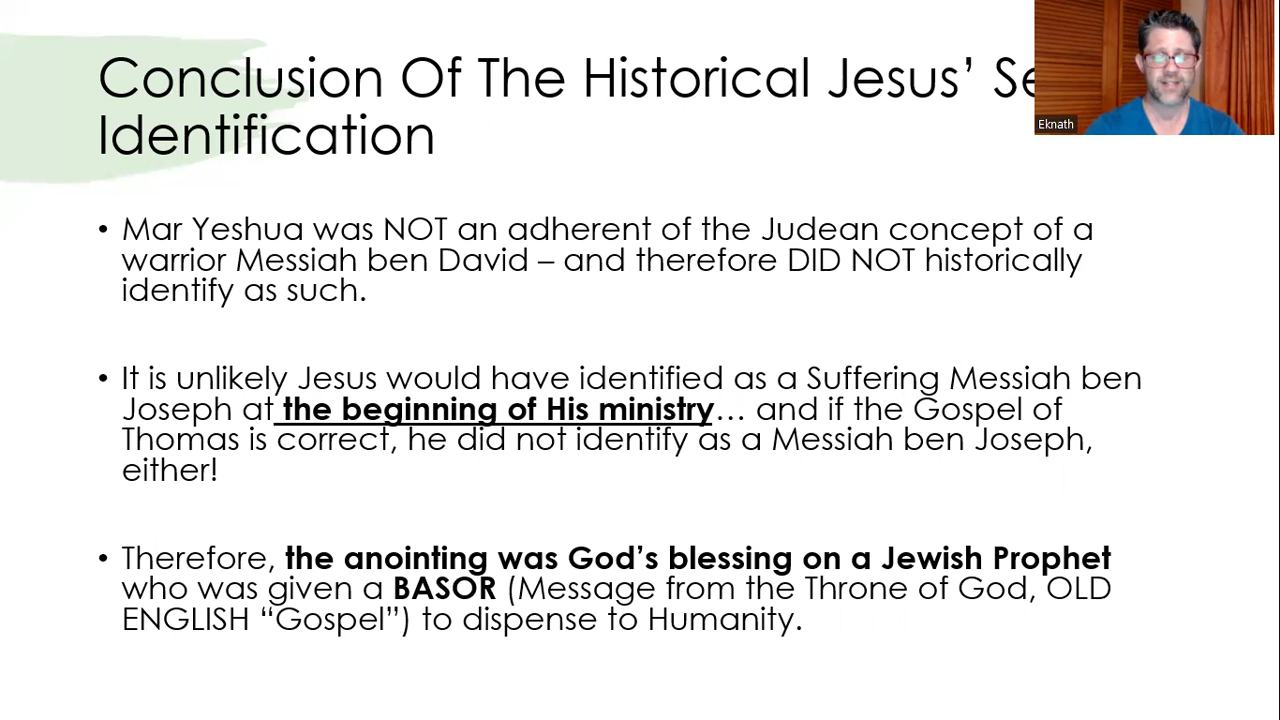 Conclusion Of The Historical Jesus’
Identification
Eknath
• Mar Yeshua was NOT an adherent of the Judean concept of a
warrior Messiah ben David – and therefore DID NOT historically
identify as such.
• It is unlikely Jesus would have identified as a Suffering Messiah ben
Joseph at the beginning of His ministry… and if the Gospel of
Thomas is correct, he did not identify as a Messiah ben Joseph,
either!
• Therefore, the anointing was God’s blessing on a Jewish Prophet
who was given a BASOR (Message from the Throne of God, OLD
ENGLISH “Gospel”) to dispense to Humanity.